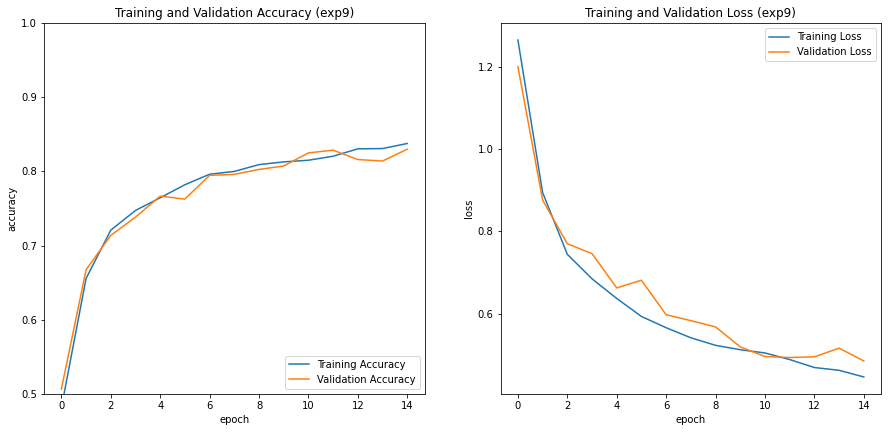 Training and Validation Accuracy (exp9)
1.0
0.9
0.8
0.7
0.6
0.5
accuracy
0 2 4 6 8 10 12 14
epoch
Training Accuracy
Validation Accuracy
Training and Validation Loss (exp9)
1.2
1.0
0.8
0.6
loss
0 2 4 6 8 10 12 14
epoch
Training Loss
Validation Loss